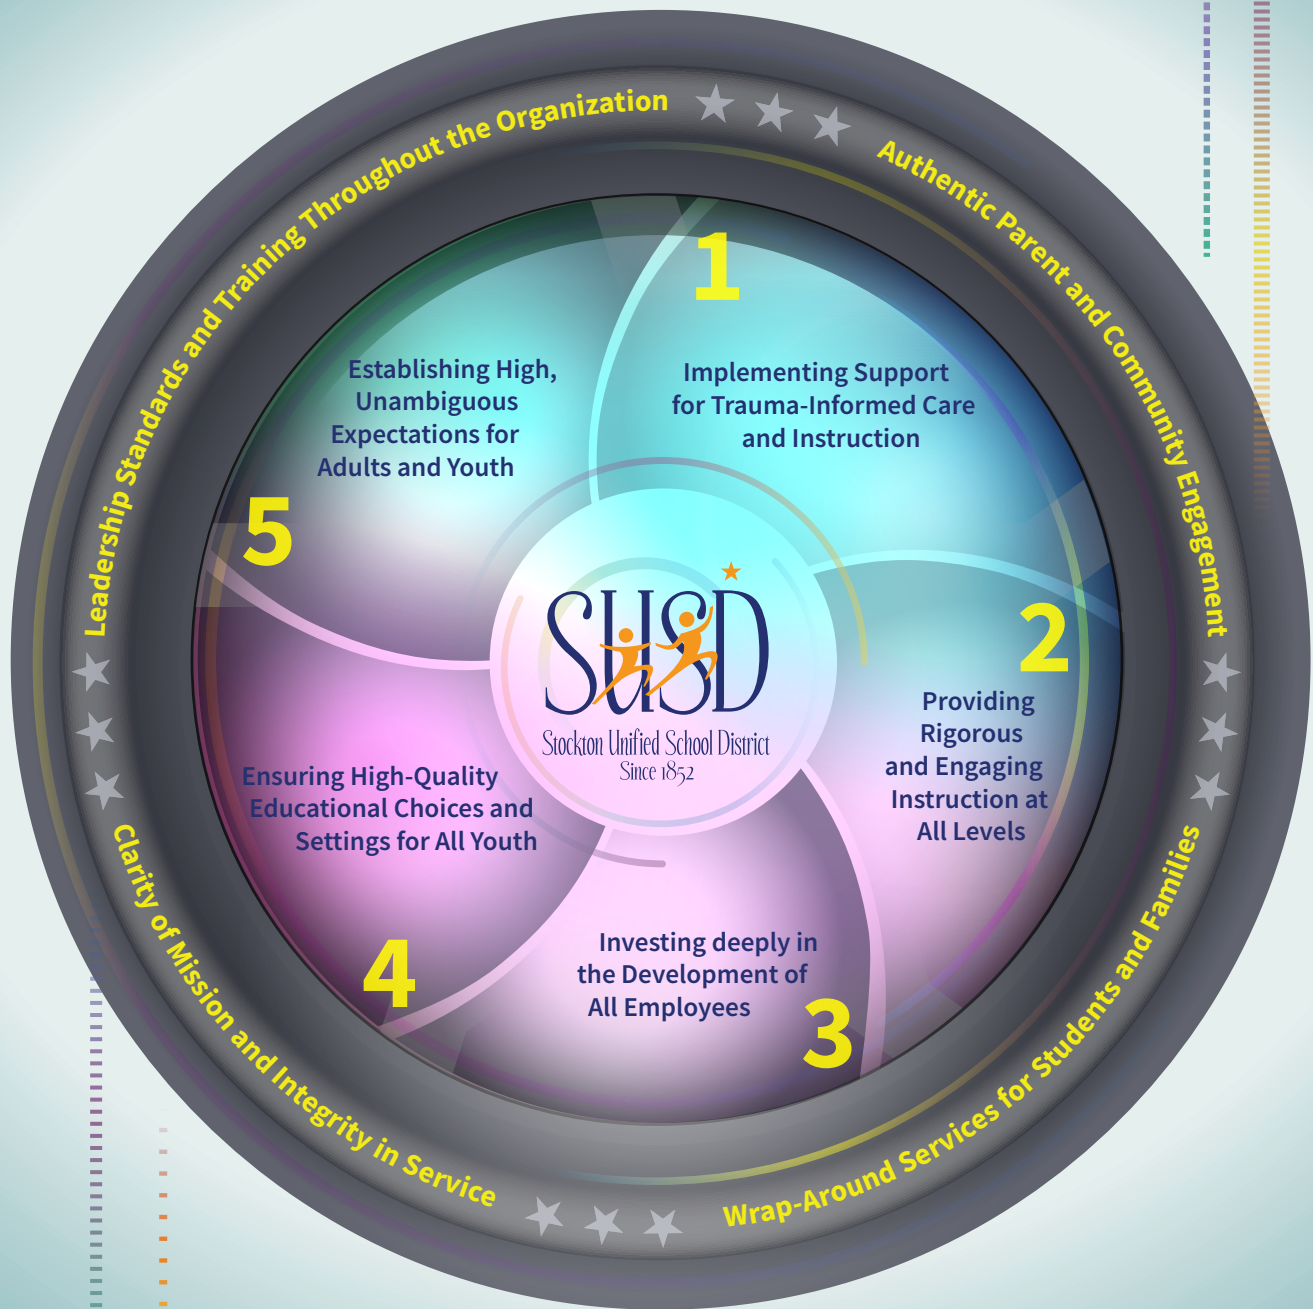 Leadership Standards and Training Throughout the Organization
Authentic Parent and Community Engagement
Wrap-Around Services for Students and Families
Clarity of Mission and Integrity in Service
1
Implementing Support
for Trauma-Informed Care
and Instruction
2
Providing
Rigorous
and Engaging
Instruction at
All Levels
3
Investing deeply in
the Development of
All Employees
4
Ensuring High-Quality
Educational Choices and
Settings for All Youth
5
Establishing High,
Unambiguous
Expectations for
Adults and Youth
SUSD
Stockton Unified School District
Since 1852